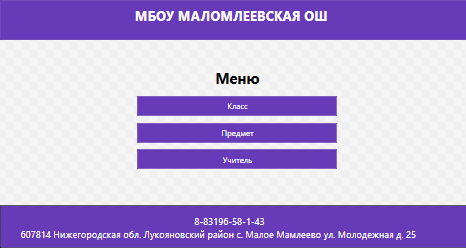 МБОУ МАЛОМЛЕЕВСКАЯ ОШ
Меню
Класс
Предмет
Учитель
8-83196-58-1-43
607814 Нижегородская обл. Лукояновский район с. Малое Мамлеево ул. Молодежная д. 25